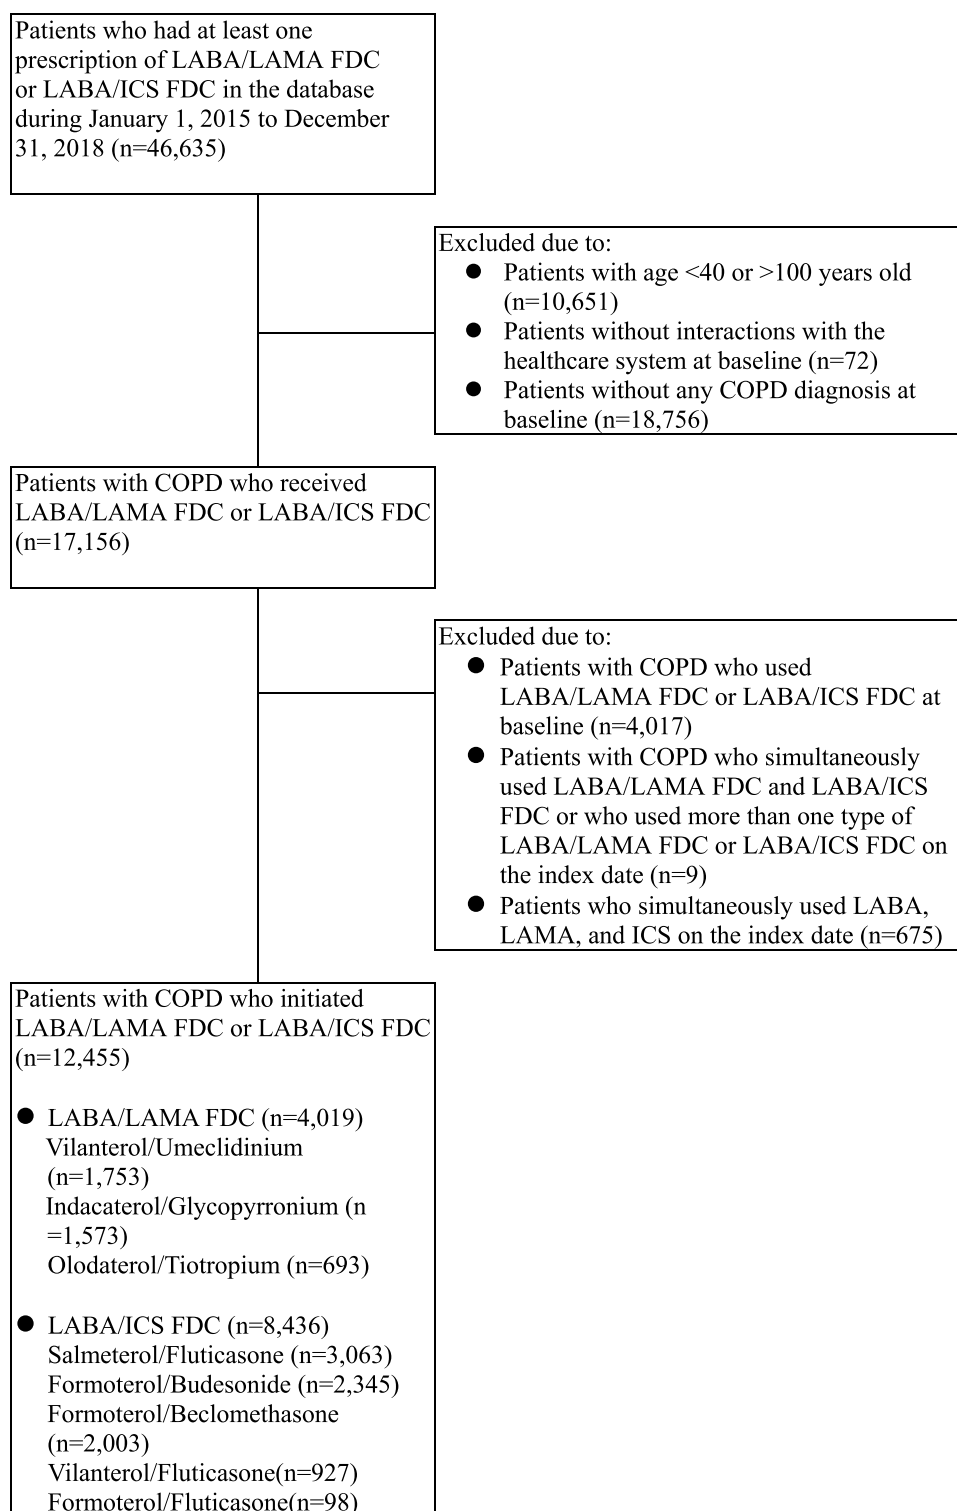 Patients who had at least one
prescription of LABA/LAMA FDC
or LABA/ICS FDC in the database
during January 1, 2015 to December
31, 2018 (n=46,635)
Excluded due to:
● Patients with age <40 or >100 years old
(n=10,651)
● Patients without interactions with the
healthcare system at baseline (n=72)
● Patients without any COPD diagnosis at
baseline (n=18,756)
Patients with COPD who received
LABA/LAMA FDC or LABA/ICS FDC
(n=17,156)
Excluded due to:
● Patients with COPD who used
LABA/LAMA FDC or LABA/ICS FDC at
baseline (n=4,017)
● Patients with COPD who simultaneously
used LABA/LAMA FDC and LABA/ICS
FDC or who used more than one type of
LABA/LAMA FDC or LABA/ICS FDC on
the index date (n=9)
● Patients who simultaneously used LABA,
LAMA, and ICS on the index date (n=675)
Patients with COPD who initiated
LABA/LAMA FDC or LABA/ICS FDC
(n=12,455)
● LABA/LAMA FDC (n=4,019)
Vilanterol/Umeclidinium
(n=1,753)
Indacaterol/Glycopyrronium (n
=1,573)
Olodaterol/Tiotropium (n=693)
● LABA/ICS FDC (n=8,436)
Salmeterol/Fluticasone (n=3,063)
Formoterol/Budesonide (n=2,345)
Formoterol/Beclomethasone
(n=2,003)
Vilanterol/Fluticasone(n=927)
Formoterol/Fluticasone(n=98)